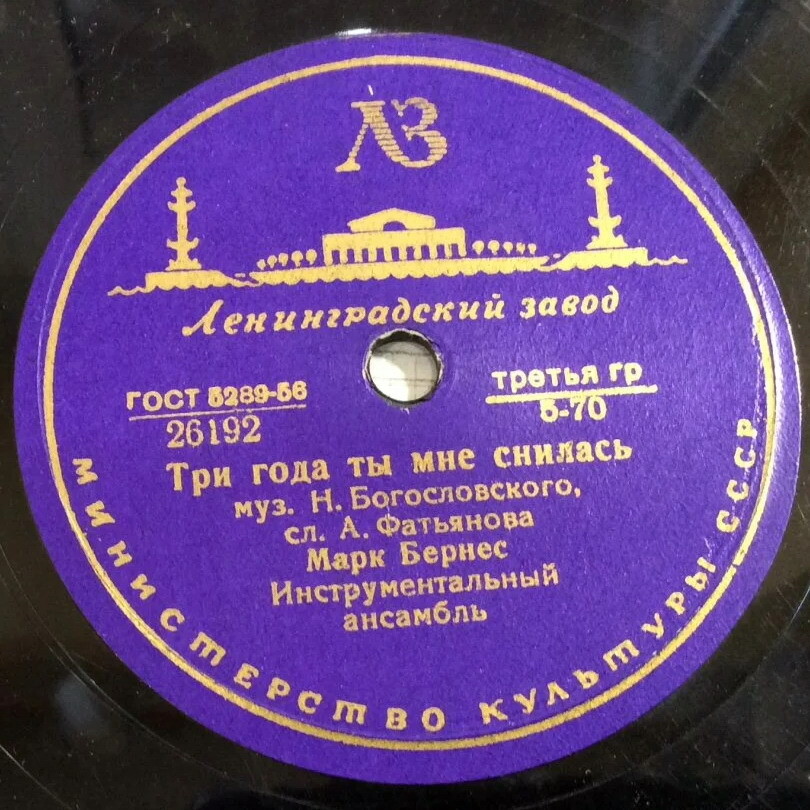 ЛЗ
Ленинградский завод
ГОСТ 5289-56
26192
третья гр
5-70
Три года ты мне снилась
муз. Н. Богословского,
сл. А. Фатьянова
Марк Бернес
Инструментальный
ансамбль
МИНИСТЕРСТВО КУЛЬТУРЫ СССР